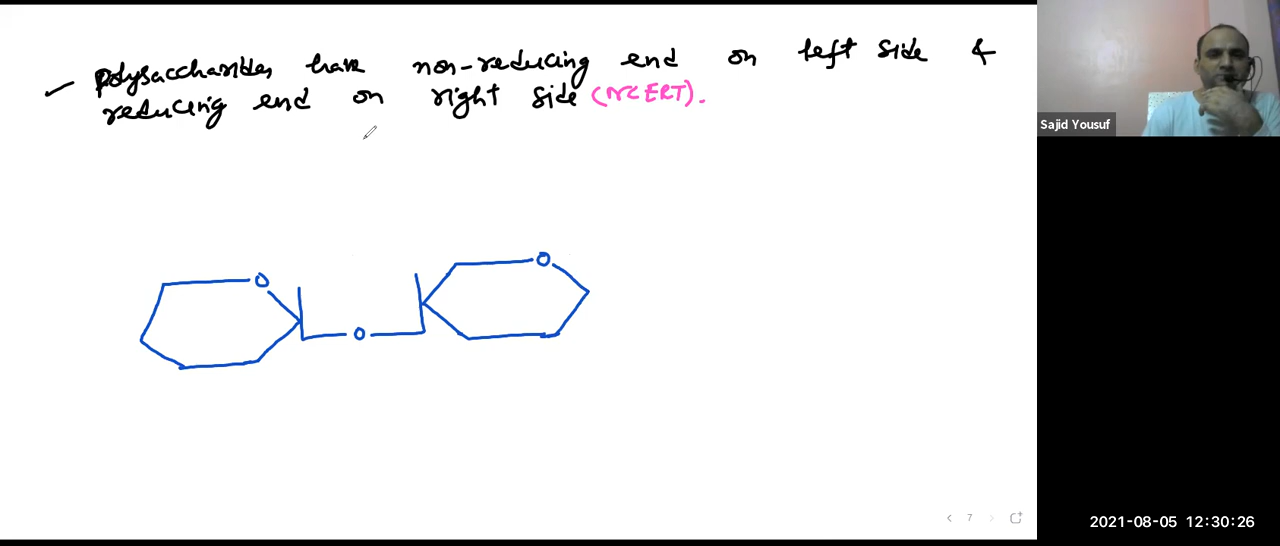 Polysaccharides have non-reducing end on left side &
reducing end on right side (NCERT).
Sajid Yousuf
O
O
O
7
2021-08-05 12:30:26